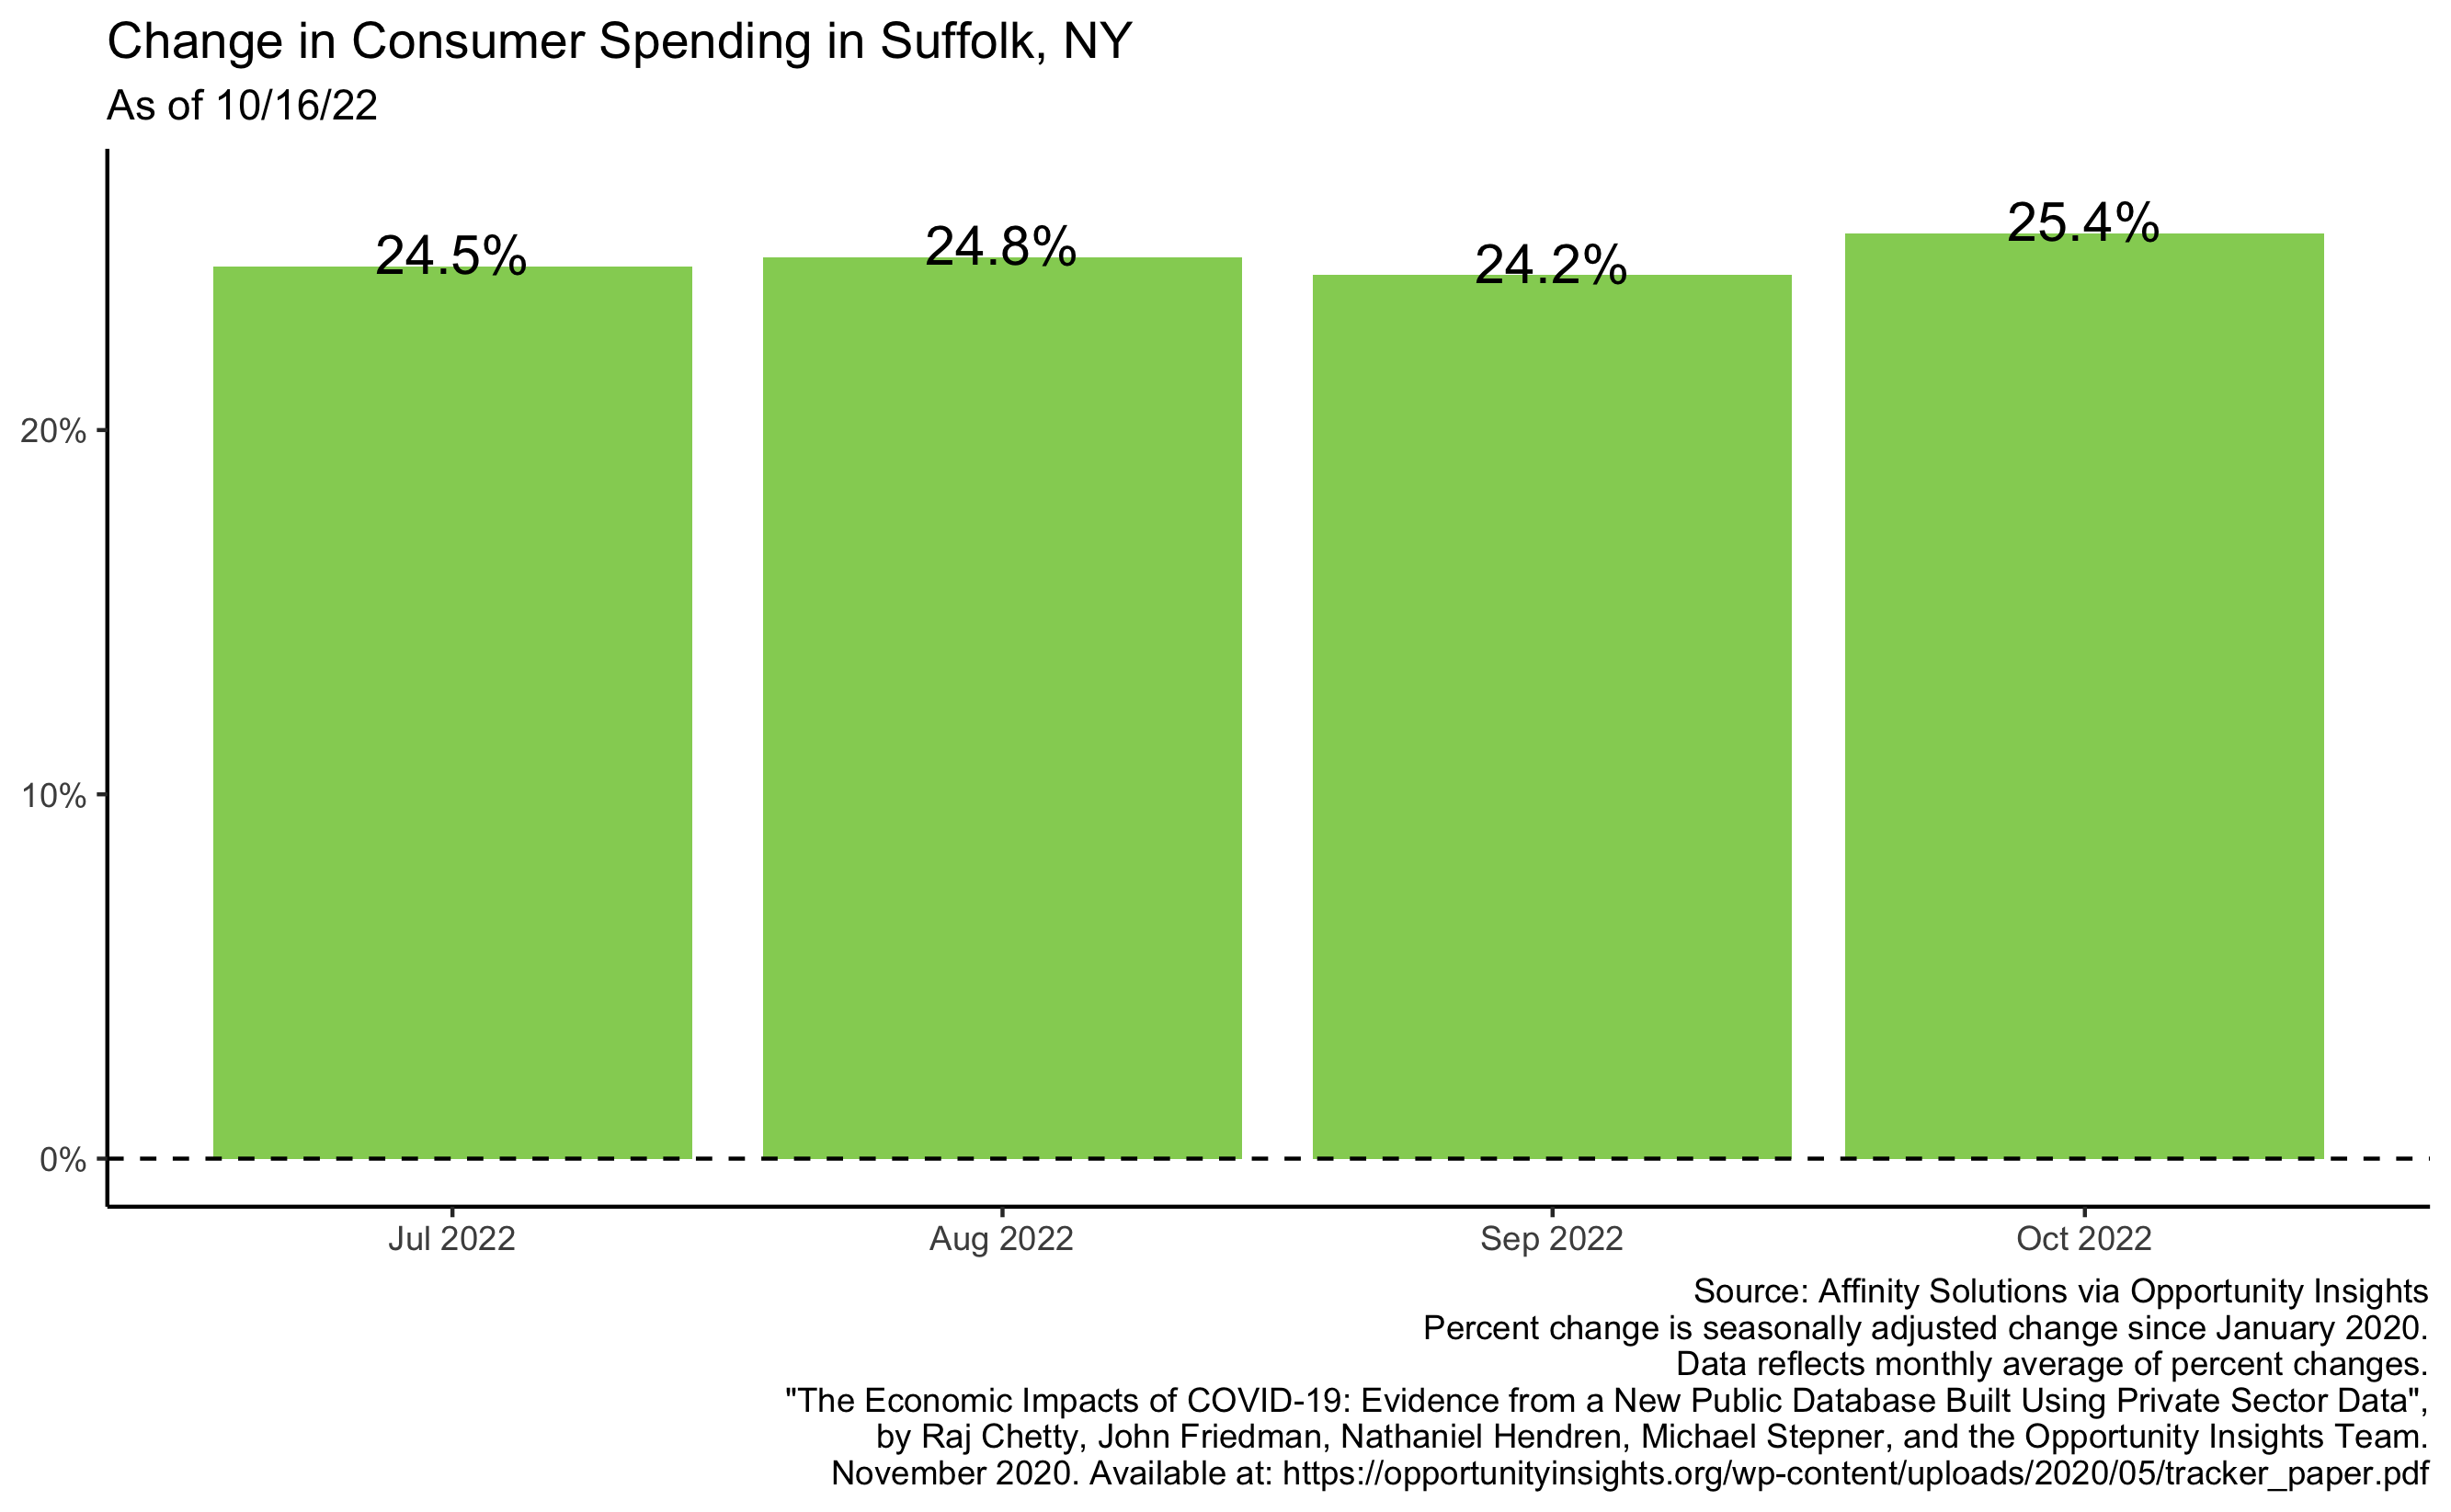 Change in Consumer Spending in Suffolk, NY
As of 10/16/22
24.5%
24.8%
24.2%
25.4%
20%
10%
0%
Jul 2022
Aug 2022
Sep 2022
Oct 2022
Source: Affinity Solutions via Opportunity Insights
Percent change is seasonally adjusted change since January 2020.
Data reflects monthly average of percent changes.
"The Economic Impacts of COVID-19: Evidence from a New Public Database Built Using Private Sector Data",
by Raj Chetty, John Friedman, Nathaniel Hendren, Michael Stepner, and the Opportunity Insights Team.
November 2020. Available at: https://opportunityinsights.org/wp-content/uploads/2020/05/tracker_paper.pdf